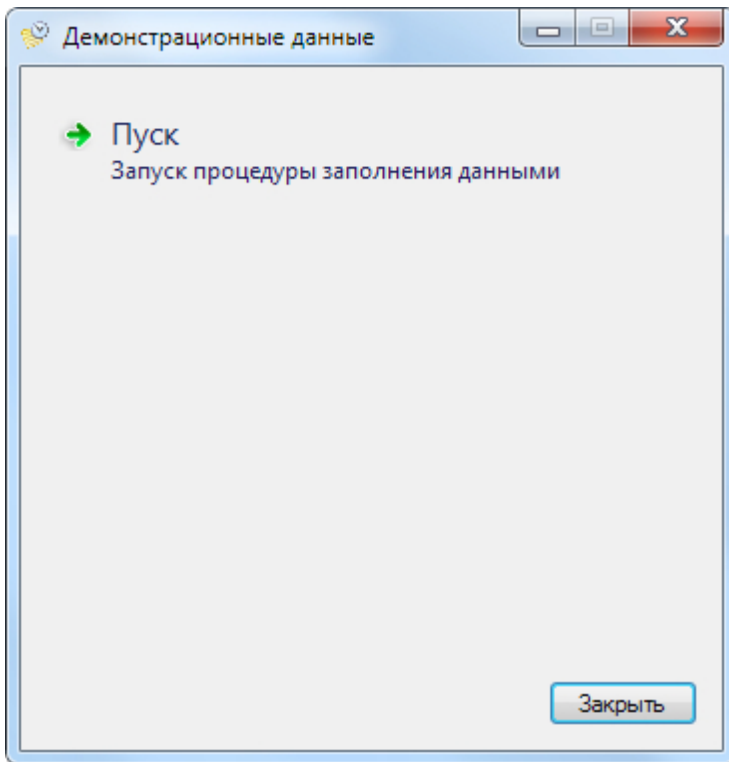 Демонстрационные данные
Пуск
Запуск процедуры заполнения данными
Закрыть